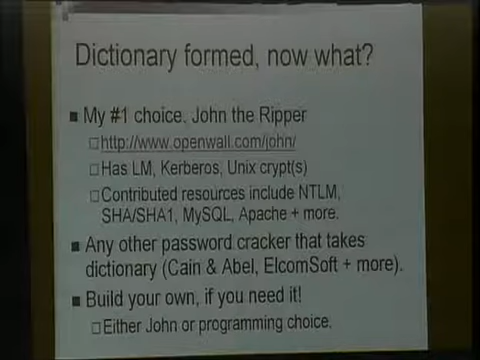 Dictionary formed, now what?
My #1 choice. John the Ripper
http://www.openwall.com/john/
Has LM, Kerberos, Unix crypt(s)
Contributed resources include NTLM,
SHA/SHA1, MySQL, Apache + more.
Any other password cracker that takes
dictionary (Cain & Abel, ElcomSoft + more).
Build your own, if you need it!
Either John or programming choice.